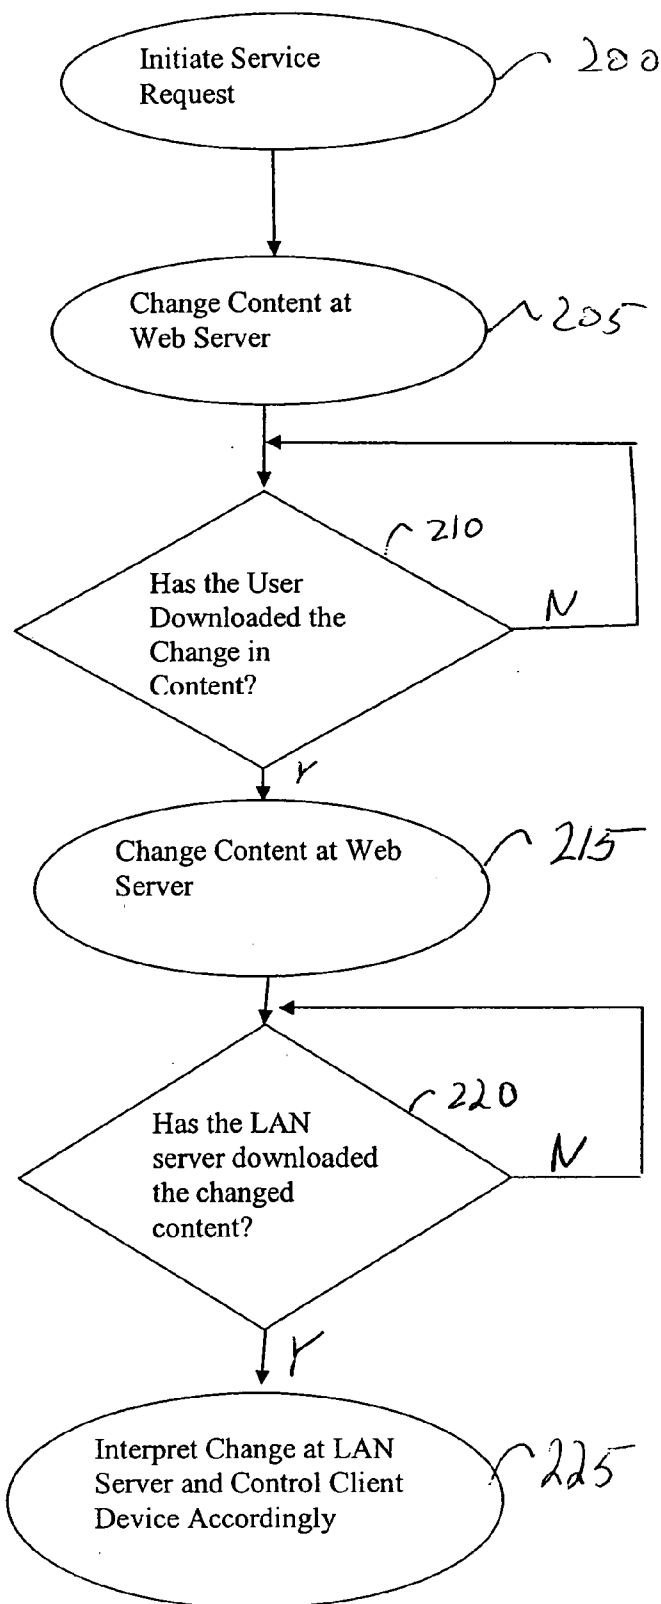 Initiate Service
Request
200
Change Content at
Web Server
205
210
Has the User
Downloaded the
Change in
Content?
N
Y
Change Content at Web
Server
215
220
Has the LAN
server downloaded
the changed
content?
N
Y
Interpret Change at LAN
Server and Control Client
Device Accordingly
225